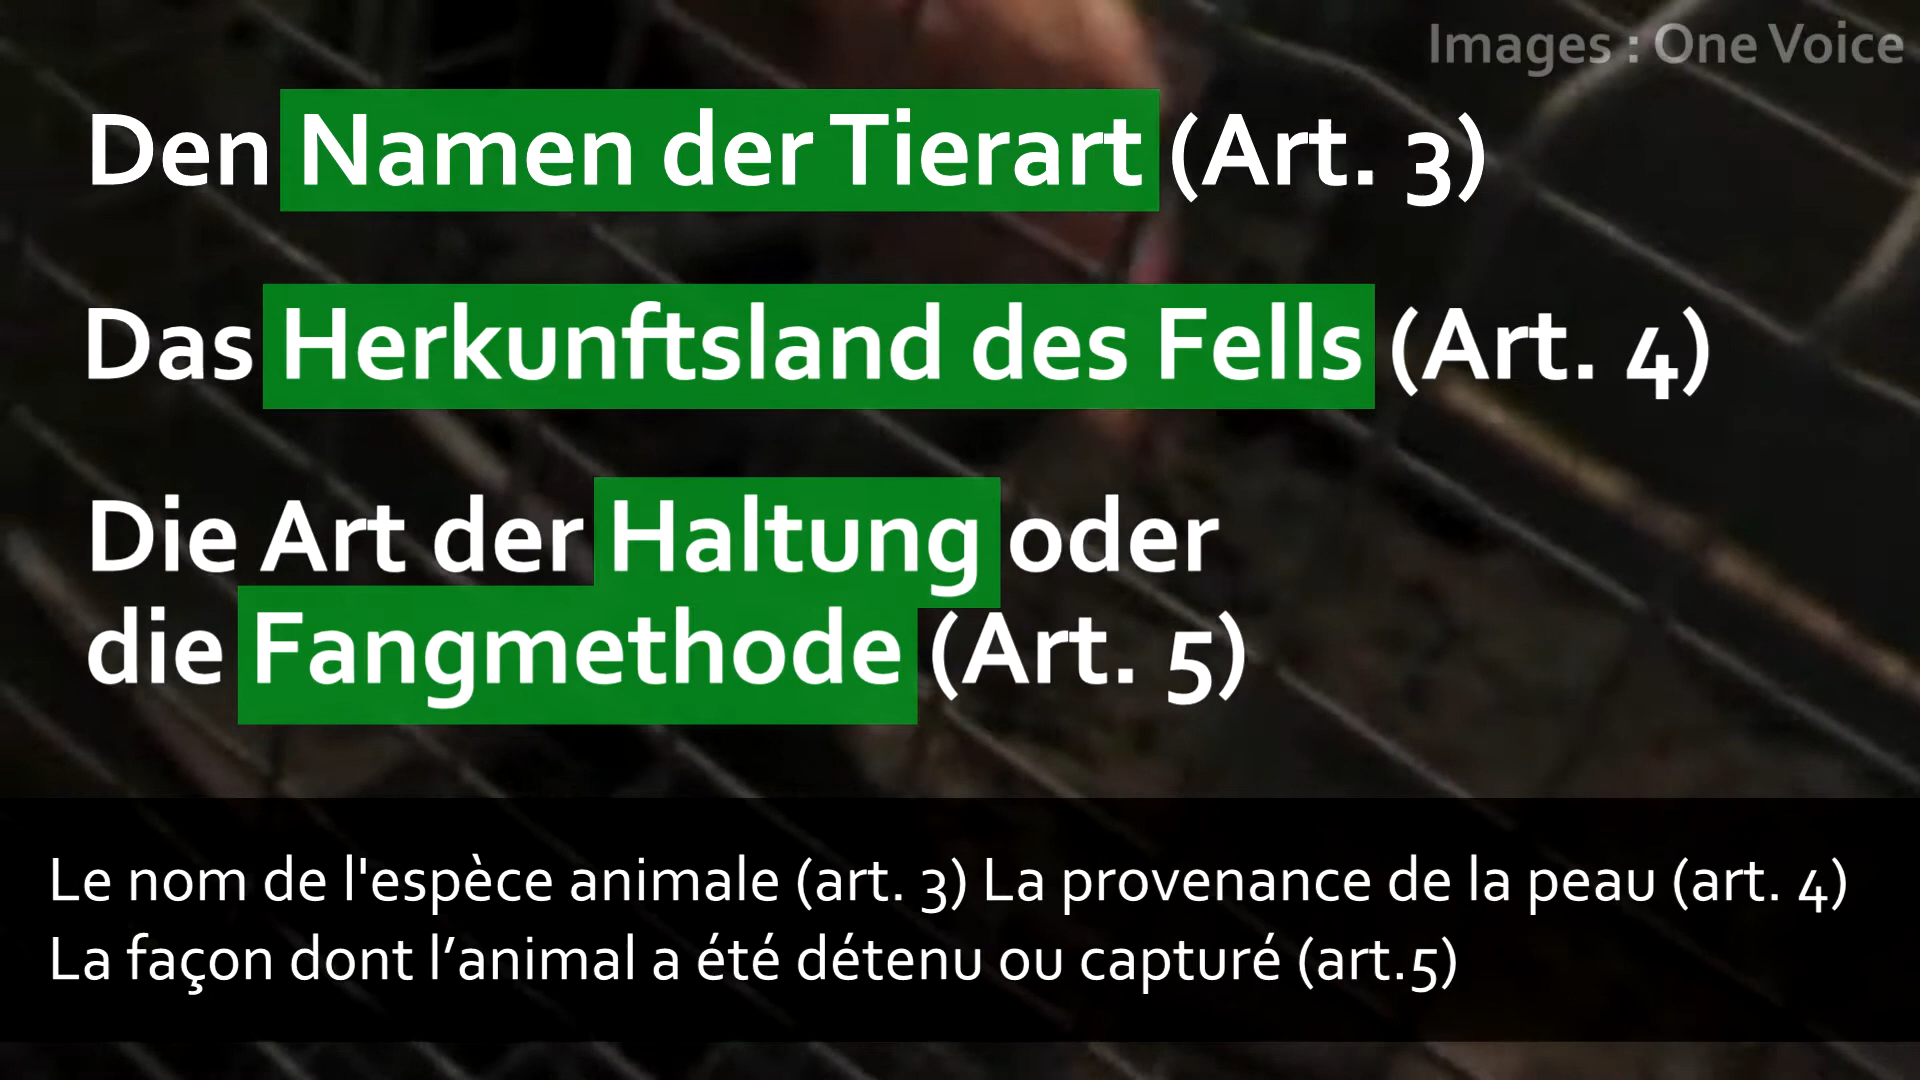 Images : One Voice
Den Namen der Tierart (Art. 3)
Das Herkunftsland des Fells (Art. 4)
Die Art der Haltung oder
die Fangmethode (Art. 5)
Le nom de l'espèce animale (art. 3) La provenance de la peau (art. 4)
La façon dont l’animal a été détenu ou capturé (art.5)